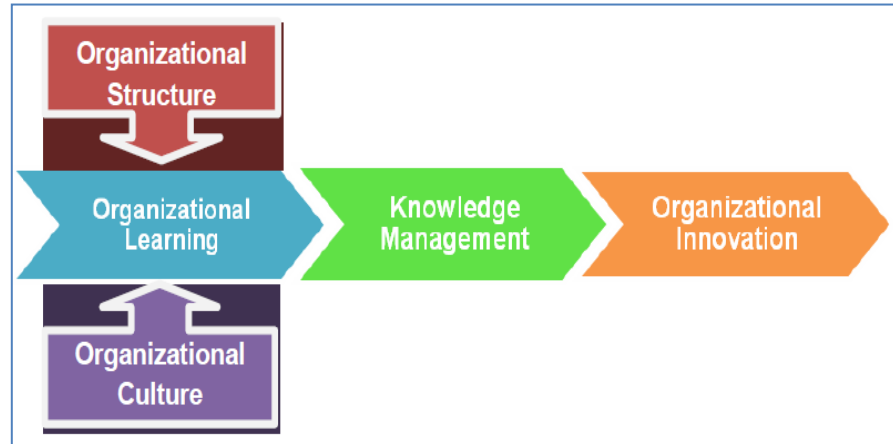 Organizational
Structure
Organizational
Learning
Knowledge
Management
Organizational
Innovation
Organizational
Culture